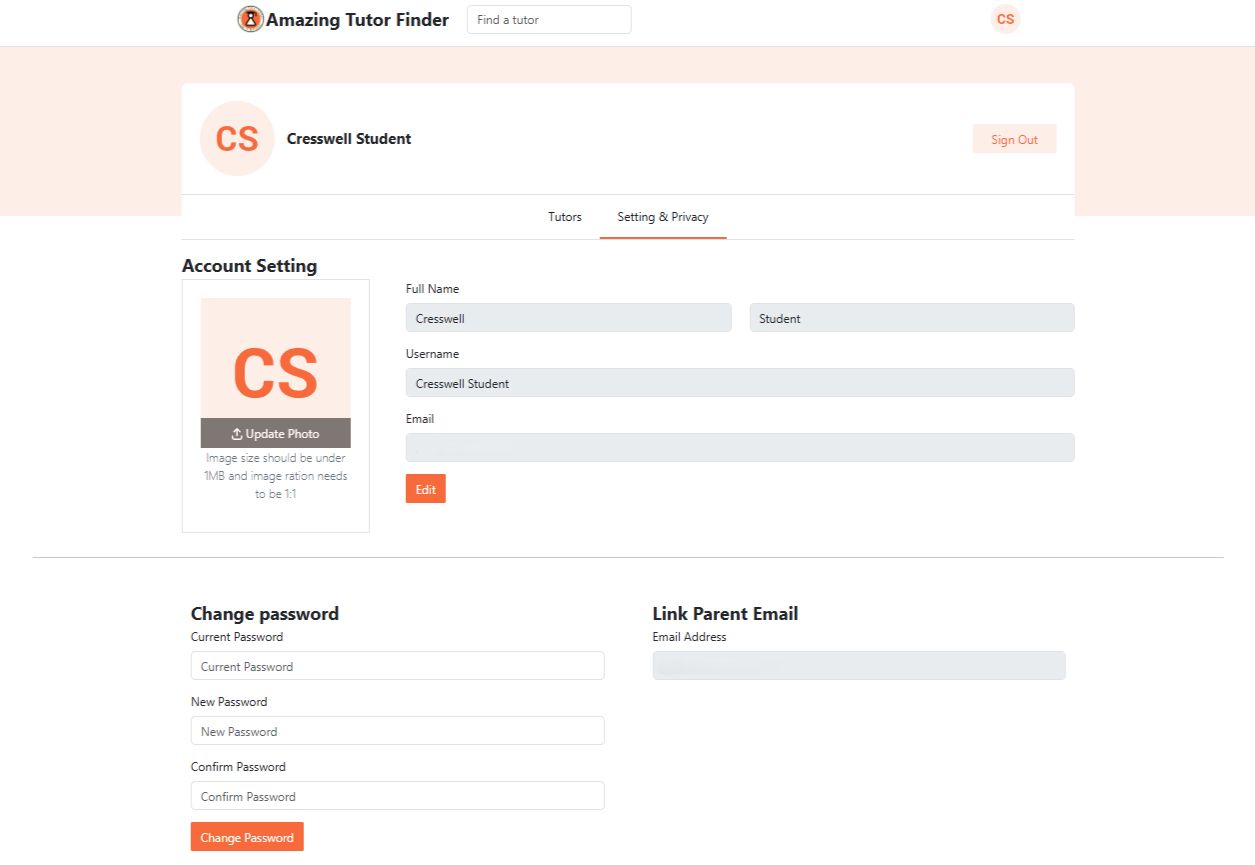 Amazing Tutor Finder
Find a tutor
CS
CS
Cresswell Student
Sign Out
Tutors
Setting & Privacy
Account Setting
CS
Update Photo
Image size should be under
1MB and image ration needs
to be 1:1
Full Name
Cresswell
Student
Username
Cresswell Student
Email
Edit
Change password
Current Password
Current Password
New Password
New Password
Confirm Password
Confirm Password
Change Password
Link Parent Email
Email Address